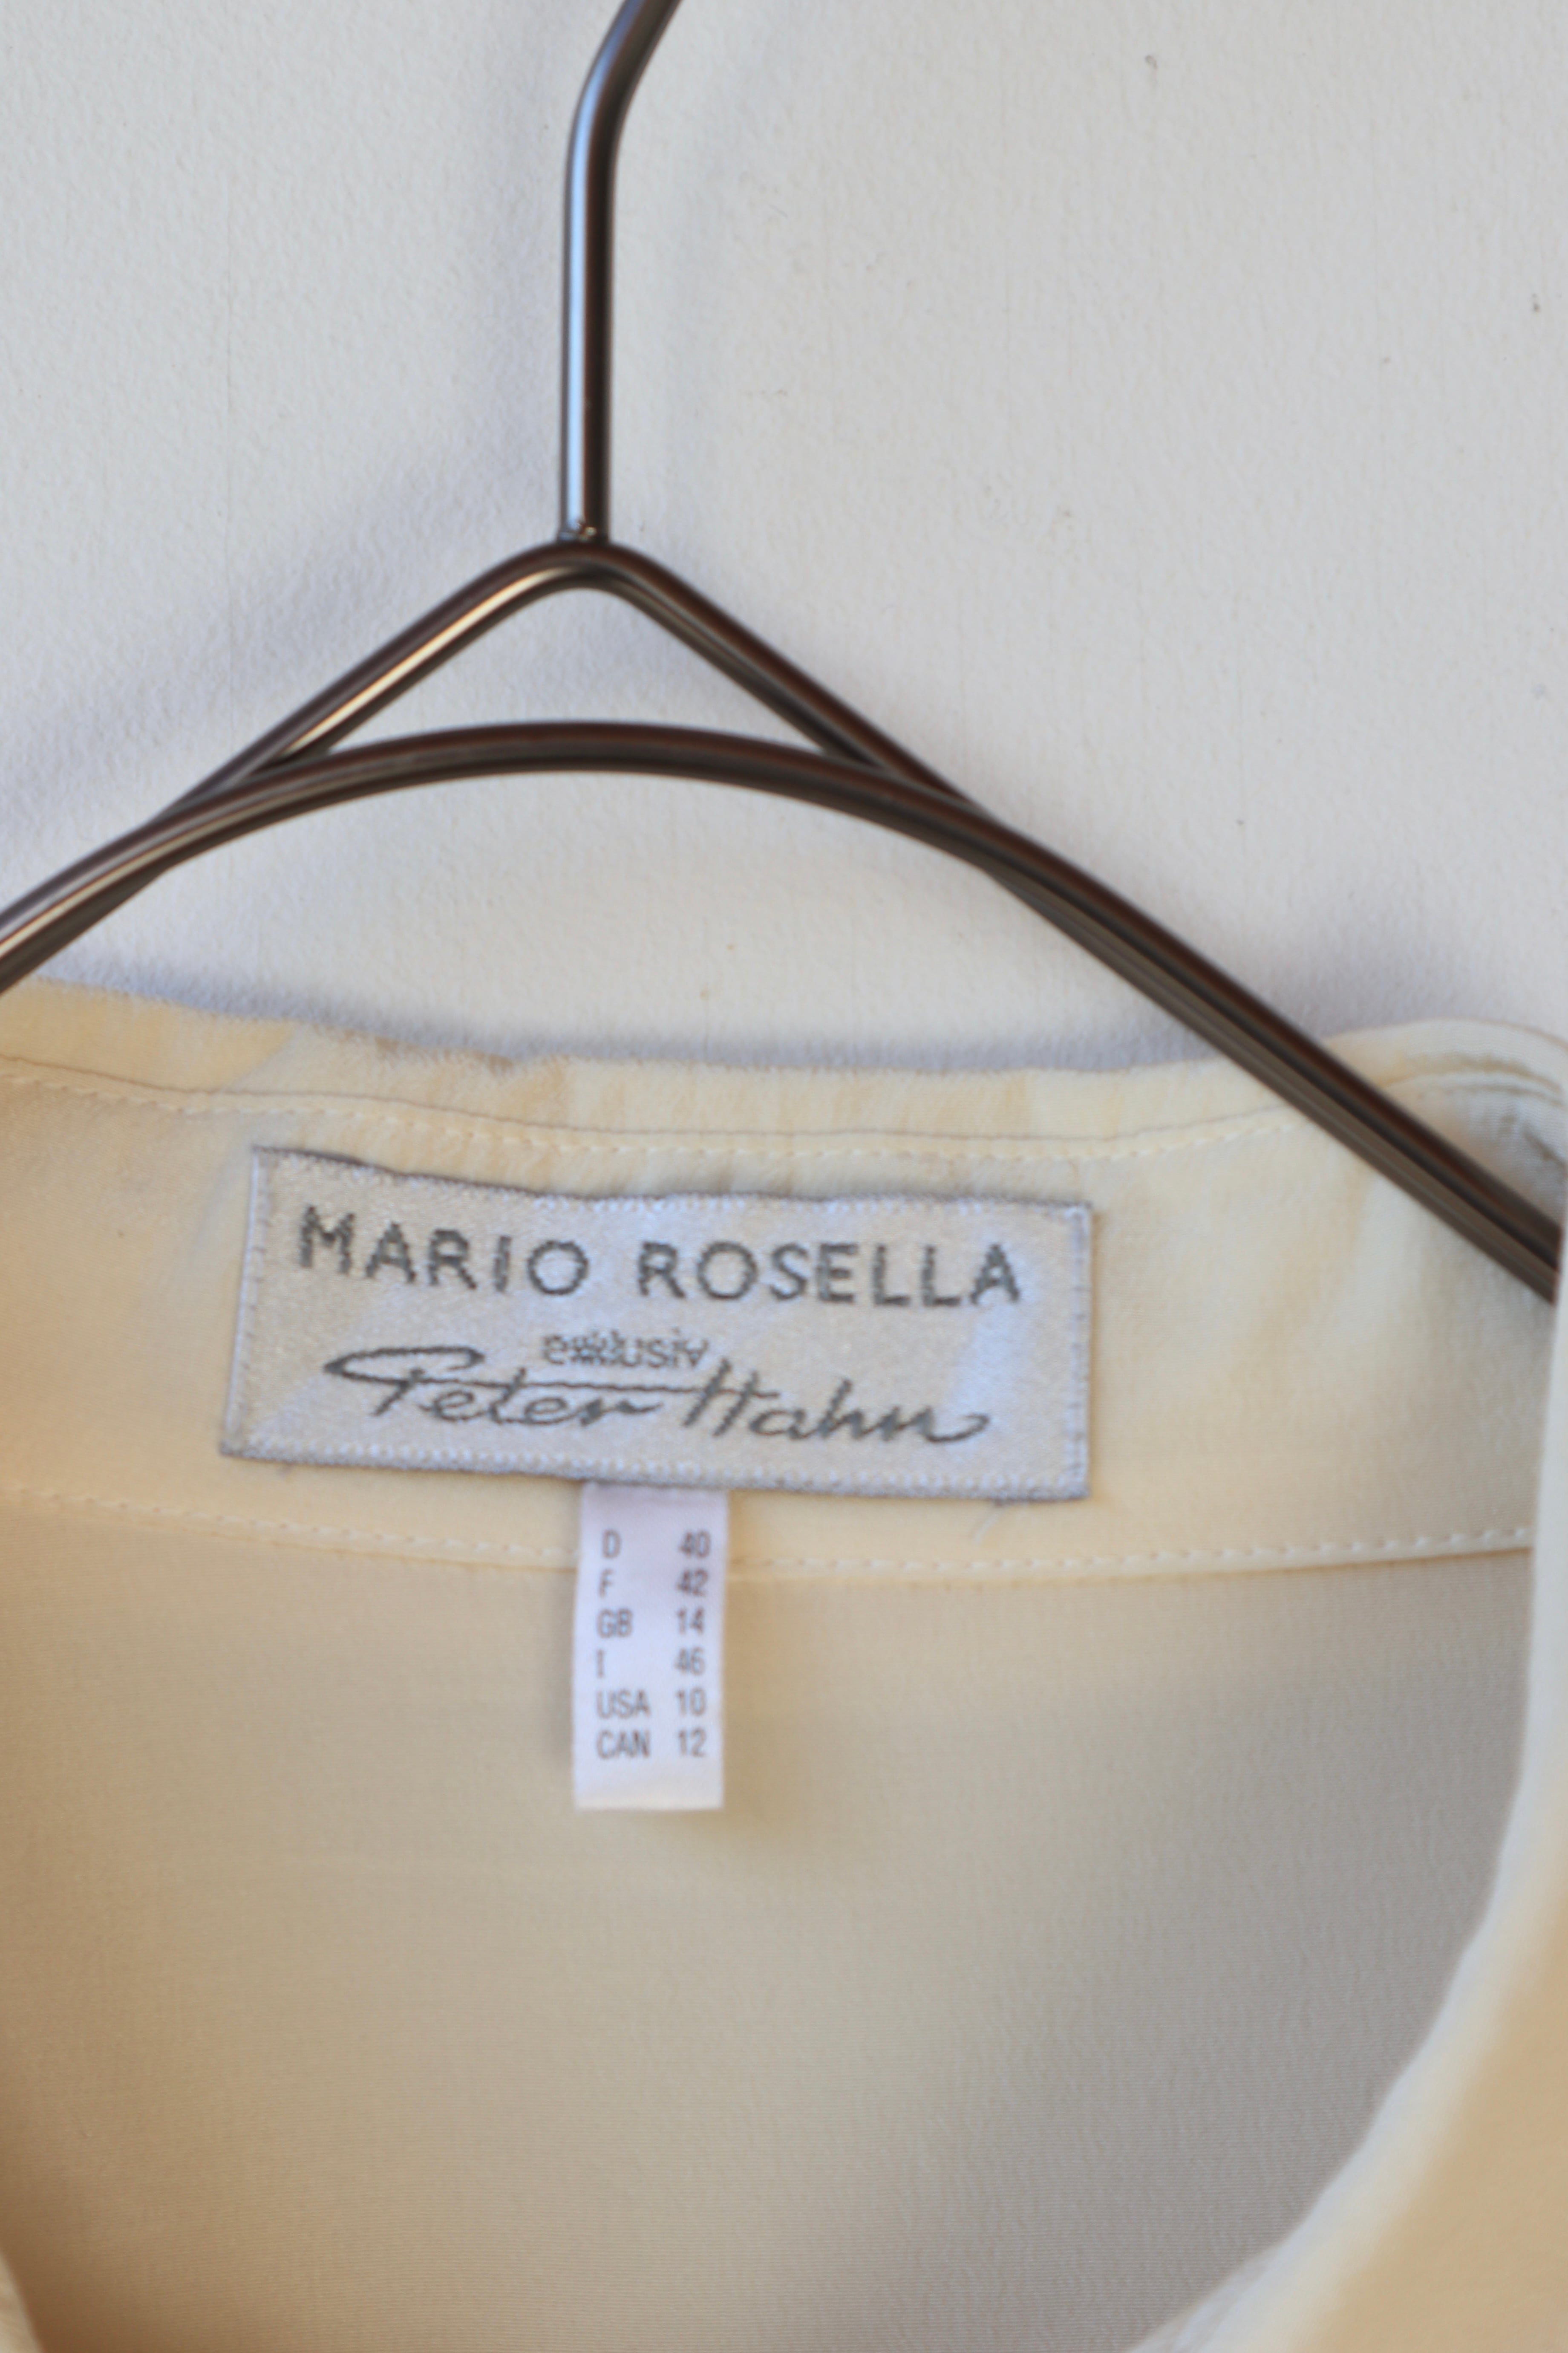 MARIO ROSELLA
exklusiv
Peter Hahn
D 40
F 42
GB 14
I 46
USA 10
CAN 12